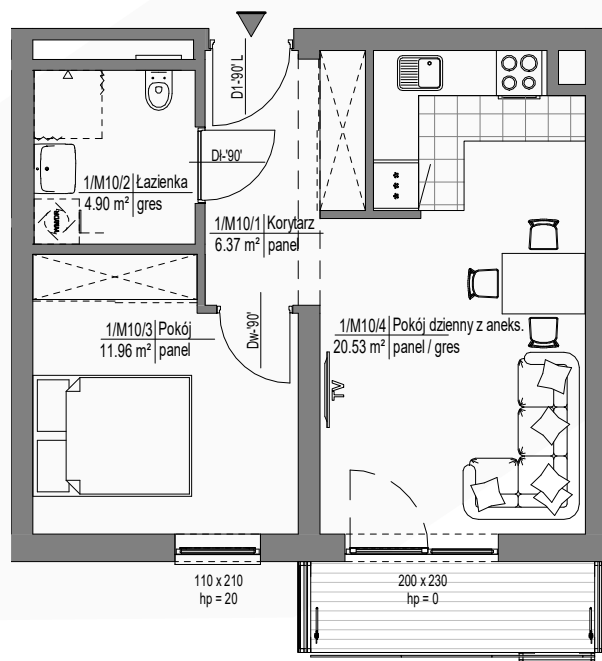 D1-90' L
Dł-'90'
1/M10/2 Łazienka
4.90 m² gres
1/M10/1 Korytarz
6.37 m² panel
Dw-'90'
1/M10/3 Pokój
11.96 m² panel
1/M10/4 Pokój dzienny z aneks.
20.53 m² panel / gres
TV
110 x 210
hp = 20
200 x 230
hp = 0